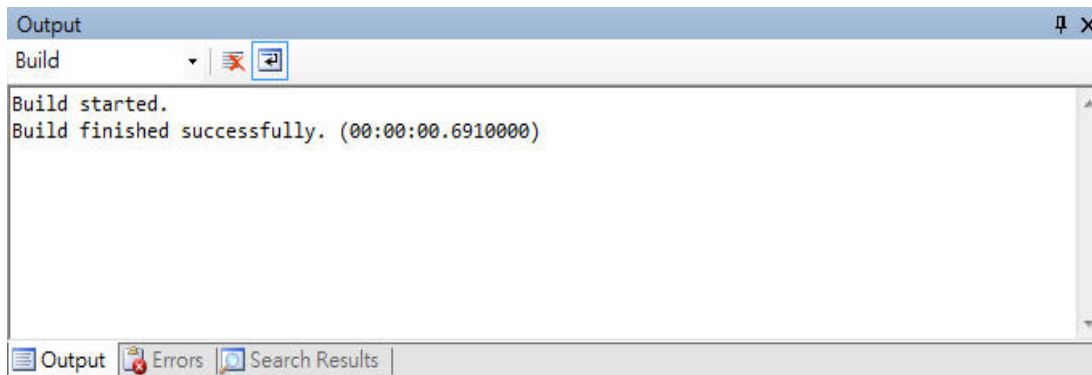 Output
Build
Build started.
Build finished successfully. (00:00:00.6910000)
Output Errors Search Results